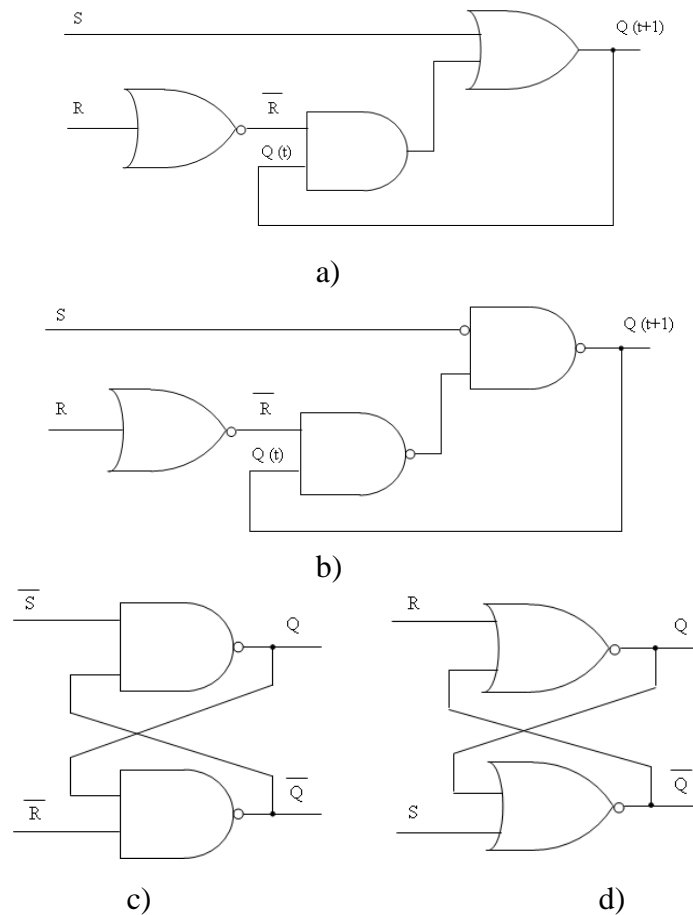 S
Q (t+1)
R
R̅
Q (t)
a)
S
Q (t+1)
R
R̅
Q (t)
b)
S̅
Q
R
Q
R̅
Q̅
S
Q̅
c)
d)